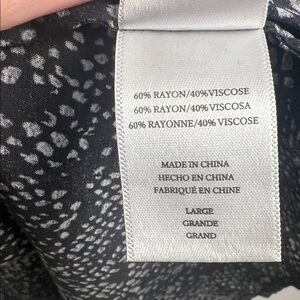 60% RAYON/40% VISCOSE
60% RAYON/40% VISCOSA
60% RAYONNE/40% VISCOSE
MADE IN CHINA
HECHO EN CHINA
FABRIQUÉ EN CHINE
LARGE
GRANDE
GRAND